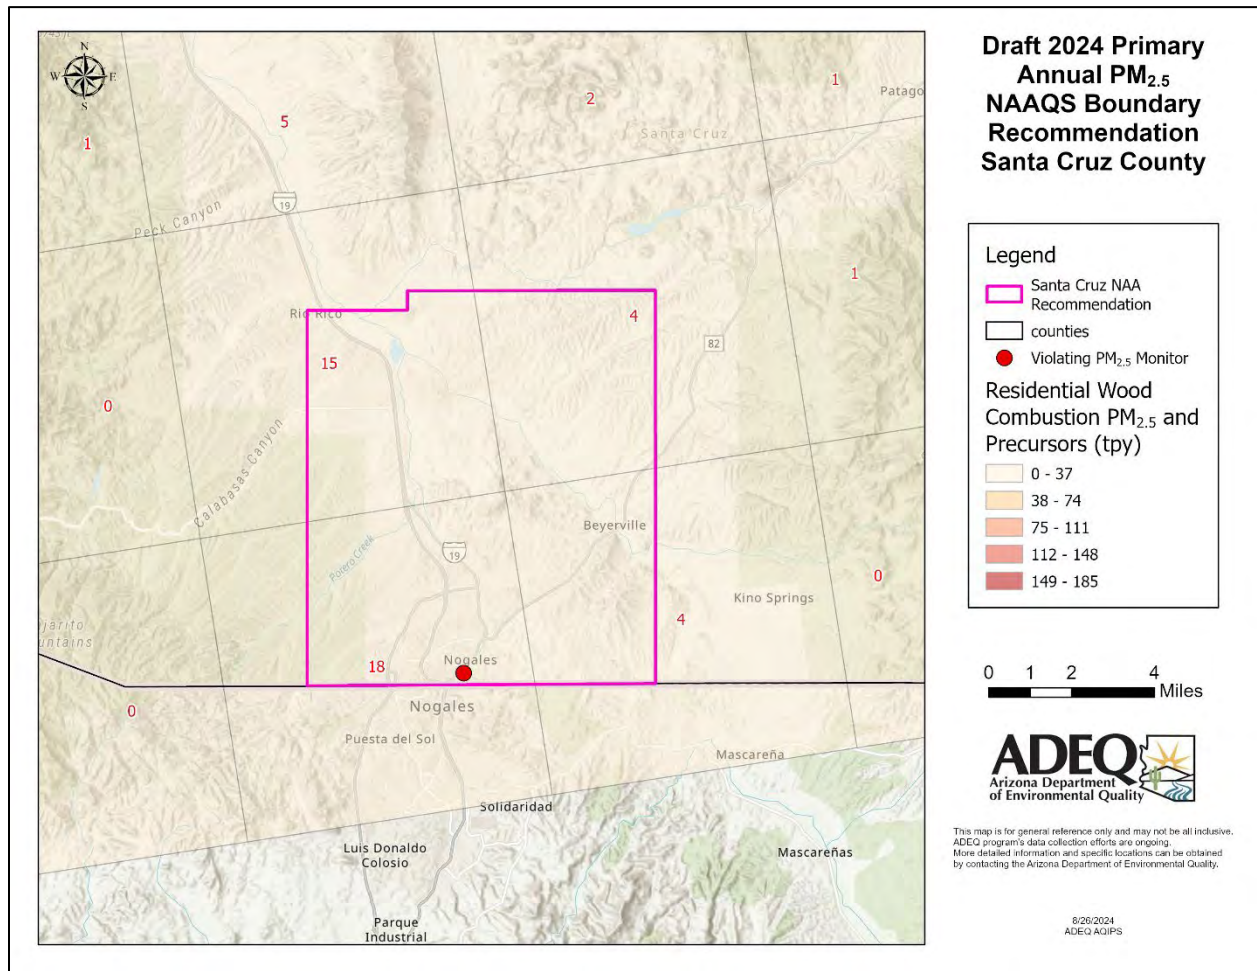 Draft 2024 Primary
Annual PM2.5
NAAQS Boundary
Recommendation
Santa Cruz County
N
W
E
S
1
5
2
1
Patago
Santa Cruz
19
Peck Canyon
1
Rio Rico
4
82
15
0
Calabasas Canyon
Beyerville
Potero Creek
19
0
Kino Springs
4
untains
18
Nogales
0
Nogales
Puesta del Sol
Mascareña
Solidaridad
Luis Donaldo
Colosio
Mascareñas
Parque
Industrial
Legend
Santa Cruz NAA
Recommendation
counties
Violating PM2.5 Monitor
Residential Wood
Combustion PM2.5 and
Precursors (tpy)
0 - 37
38 - 74
75 - 111
112 - 148
149 - 185
0 1 2 4
Miles
ADEQ
Arizona Department
of Environmental Quality
This map is for general reference only and may not be all inclusive.
ADEQ program's data collection efforts are ongoing.
More detailed information and specific locations can be obtained
by contacting the Arizona Department of Environmental Quality.
8/26/2024
ADEQ AQIPS